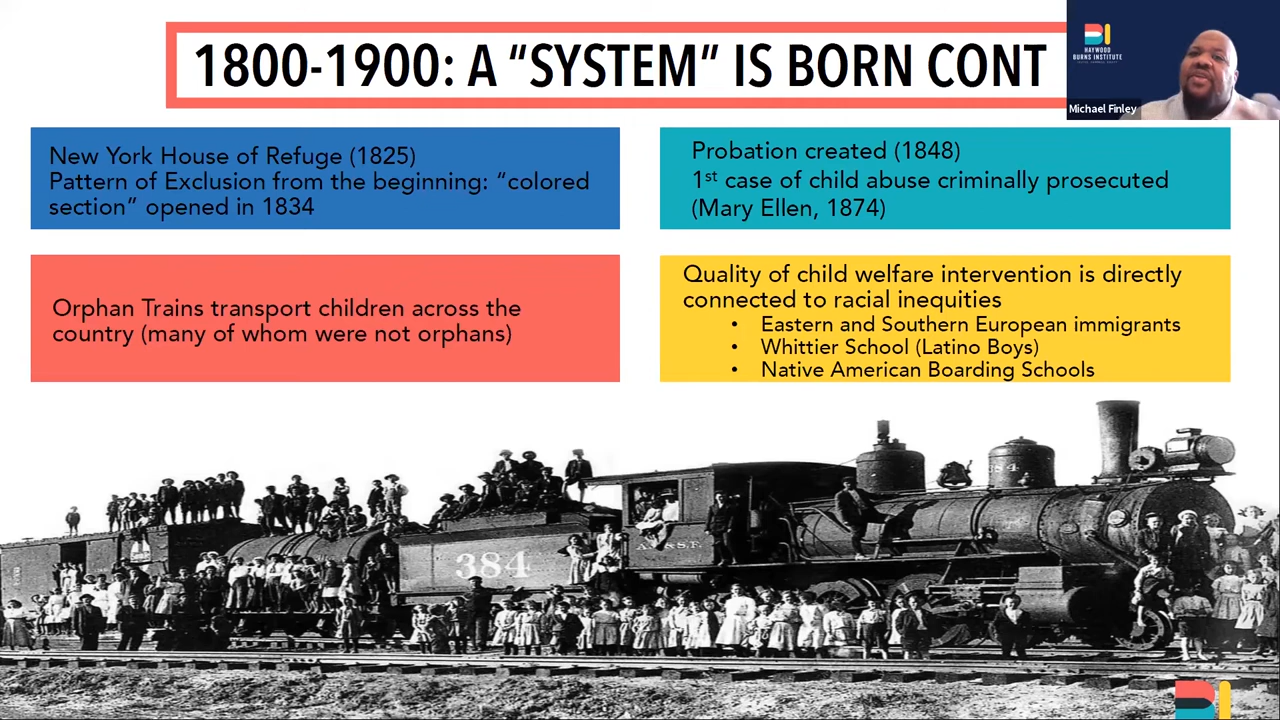 1800-1900: A “SYSTEM“ IS BORN CONT
HAYWOOD
BURNS INSTITUTE
Michael Finley
New York House of Refuge (1825)
Pattern of Exclusion from the beginning: “colored
section” opened in 1834
Probation created (1848)
1st case of child abuse criminally prosecuted
(Mary Ellen, 1874)
Orphan Trains transport children across the
country (many of whom were not orphans)
Quality of child welfare intervention is directly
connected to racial inequities
• Eastern and Southern European immigrants
• Whittier School (Latino Boys)
• Native American Boarding Schools
384